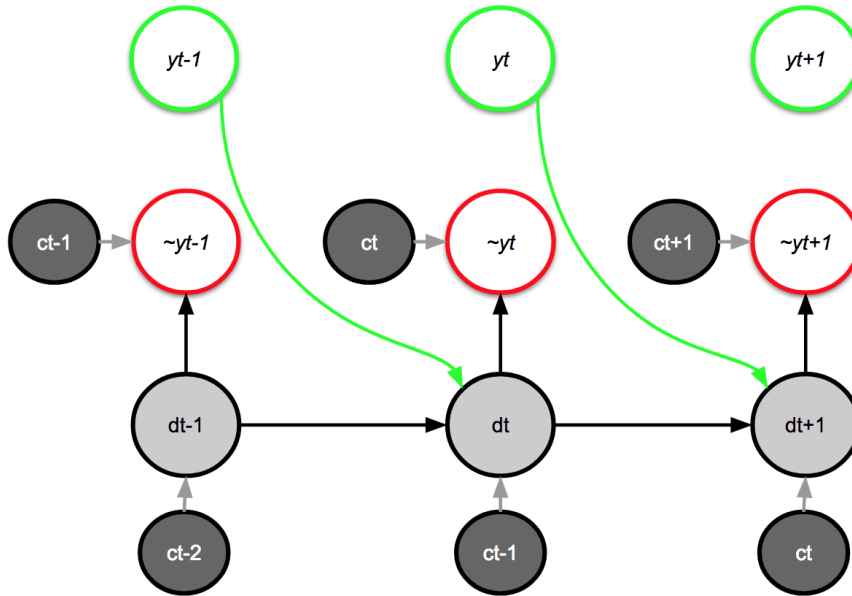 yt-1
yt
yt+1
ct-1
~yt-1
ct
~yt
ct+1
~yt+1
dt-1
dt
dt+1
ct-2
ct-1
ct